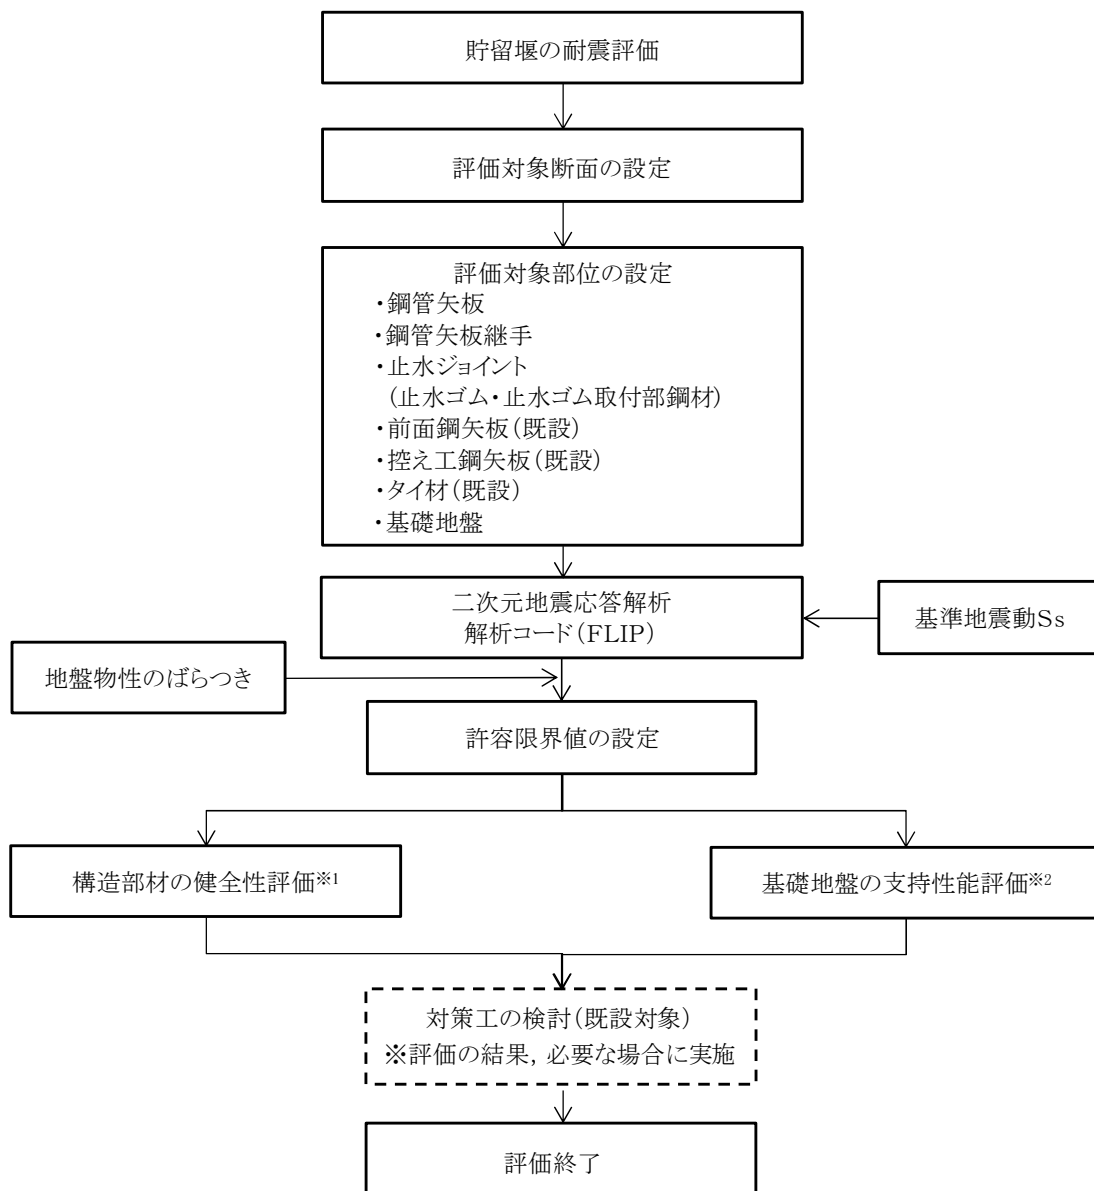 貯留堰の耐震評価
評価対象断面の設定
評価対象部位の設定
・鋼管矢板
・鋼管矢板継手
・止水ジョイント
(止水ゴム・止水ゴム取付部鋼材)
・前面鋼矢板(既設)
・控え工鋼矢板(既設)
・タイ材(既設)
・基礎地盤
二次元地震応答解析
解析コード(FLIP)
基準地震動Ss
地盤物性のばらつき
許容限界値の設定
構造部材の健全性評価※1
基礎地盤の支持性能評価※2
対策工の検討(既設対象)
※評価の結果, 必要な場合に実施
評価終了